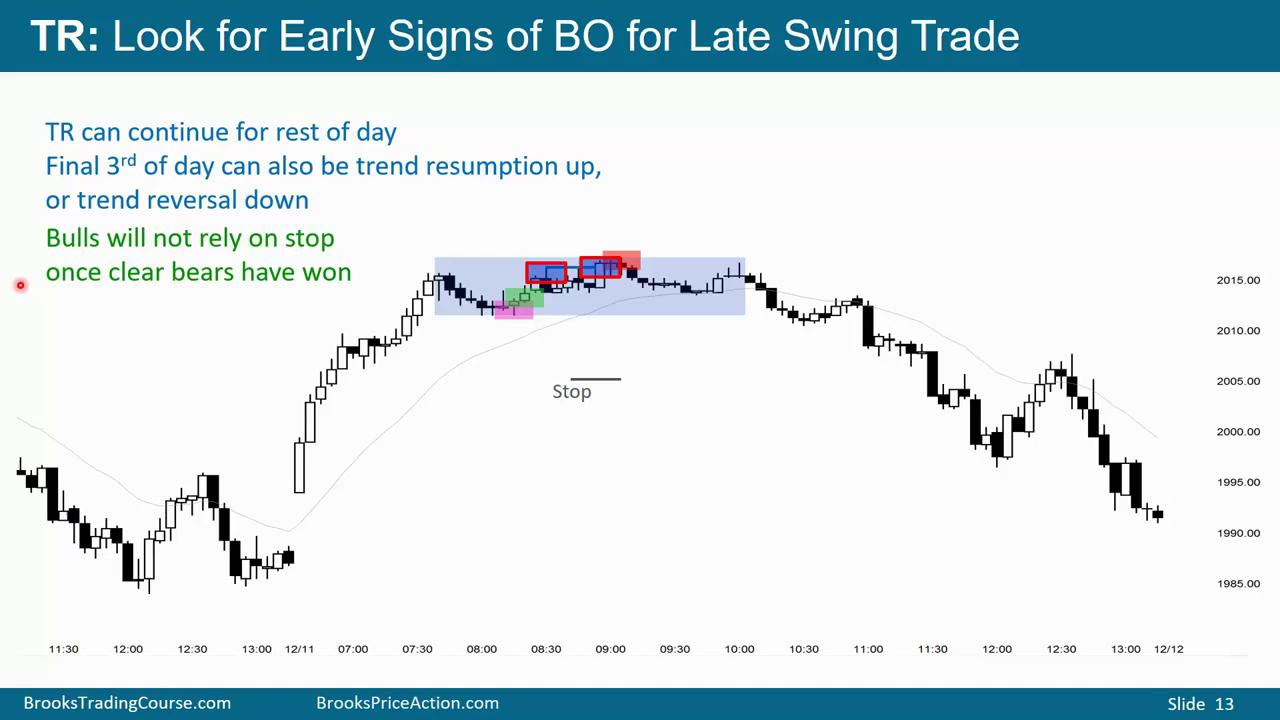 TR: Look for Early Signs of BO for Late Swing Trade
TR can continue for rest of day
Final 3rd of day can also be trend resumption up,
or trend reversal down
Bulls will not rely on stop
once clear bears have won
Stop
2015.00
2010.00
2005.00
2000.00
1995.00
1990.00
1985.00
11:30 12:00 12:30 13:00 12/11 07:00 07:30 08:00 08:30 09:00 09:30 10:00 10:30 11:00 11:30 12:00 12:30 13:00 12/12
BrooksTradingCourse.com BrooksPriceAction.com Slide 13